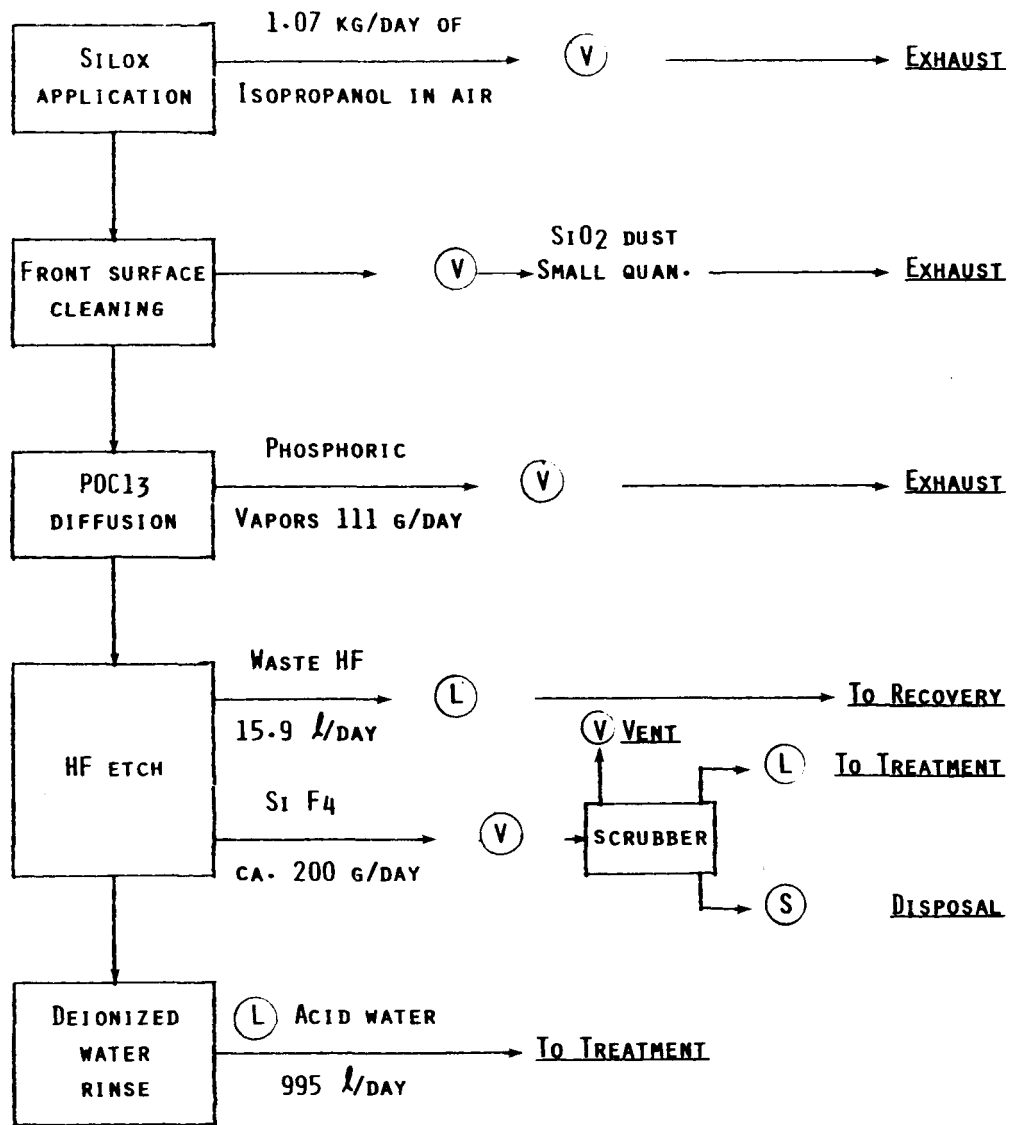 1.07 KG/DAY OF
SILOX
APPLICATION
ISOPROPANOL IN AIR
V
EXHAUST
FRONT SURFACE
CLEANING
V
SIO2 DUST
SMALL QUAN.
EXHAUST
POCl3
DIFFUSION
PHOSPHORIC
VAPORS 111 G/DAY
V
EXHAUST
HF ETCH
WASTE HF
15.9 l/DAY
L
TO RECOVERY
SI F4
CA. 200 G/DAY
V
SCRUBBER
V VENT
L TO TREATMENT
S DISPOSAL
DEIONIZED
WATER
RINSE
L ACID WATER
995 l/DAY
TO TREATMENT